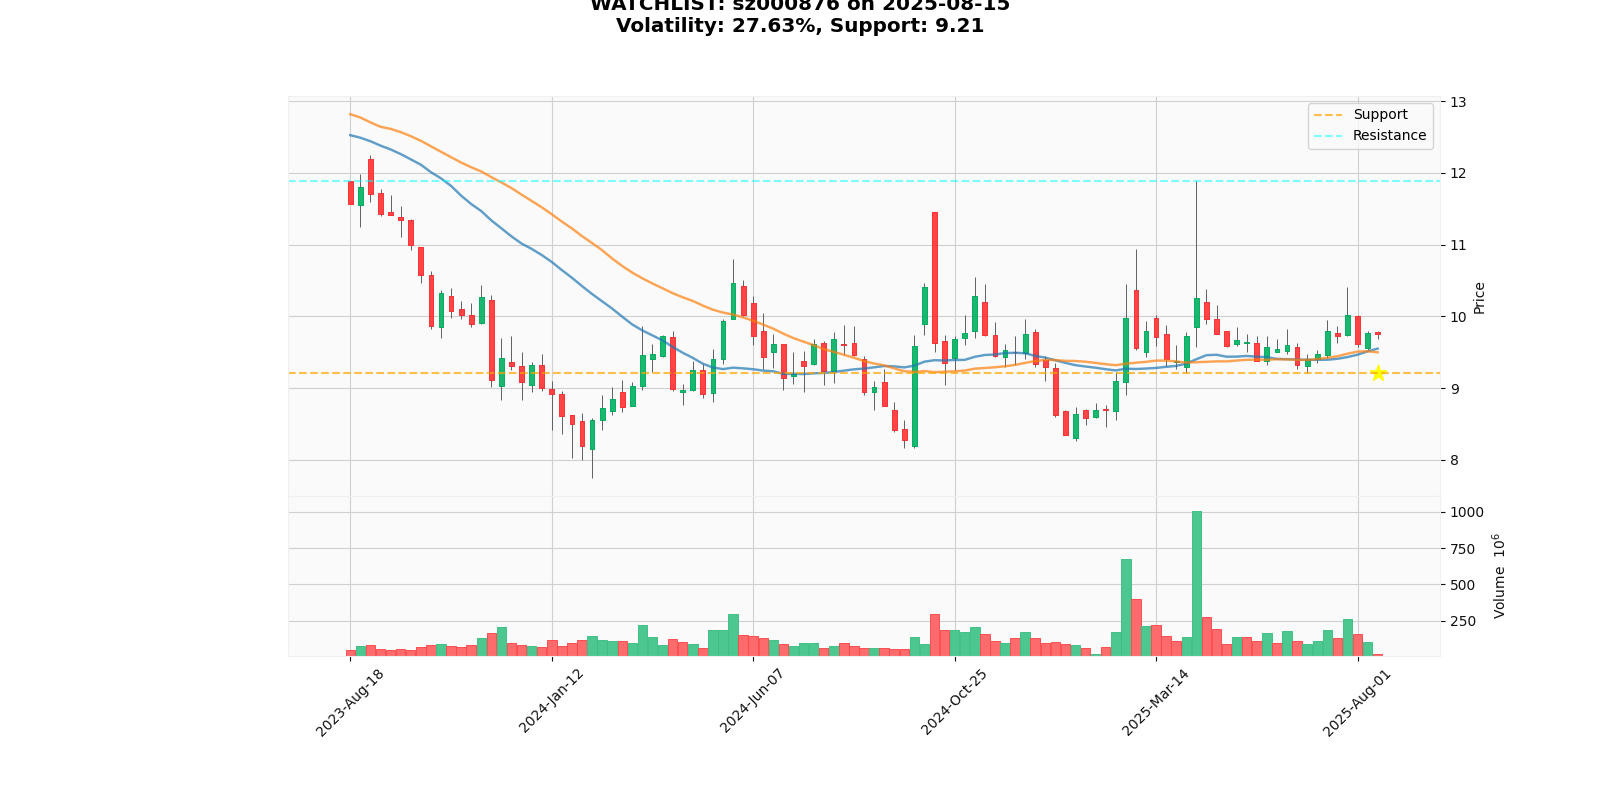 WATCHLIST: sz000876 on 2025-08-15
Volatility: 27.63%, Support: 9.21
Support
Resistance
13
12
11
10
9
8
Price
1000
750
500
250
Volume 10^6
2023-Aug-18
2024-Jan-12
2024-Jun-07
2024-Oct-25
2025-Mar-14
2025-Aug-01